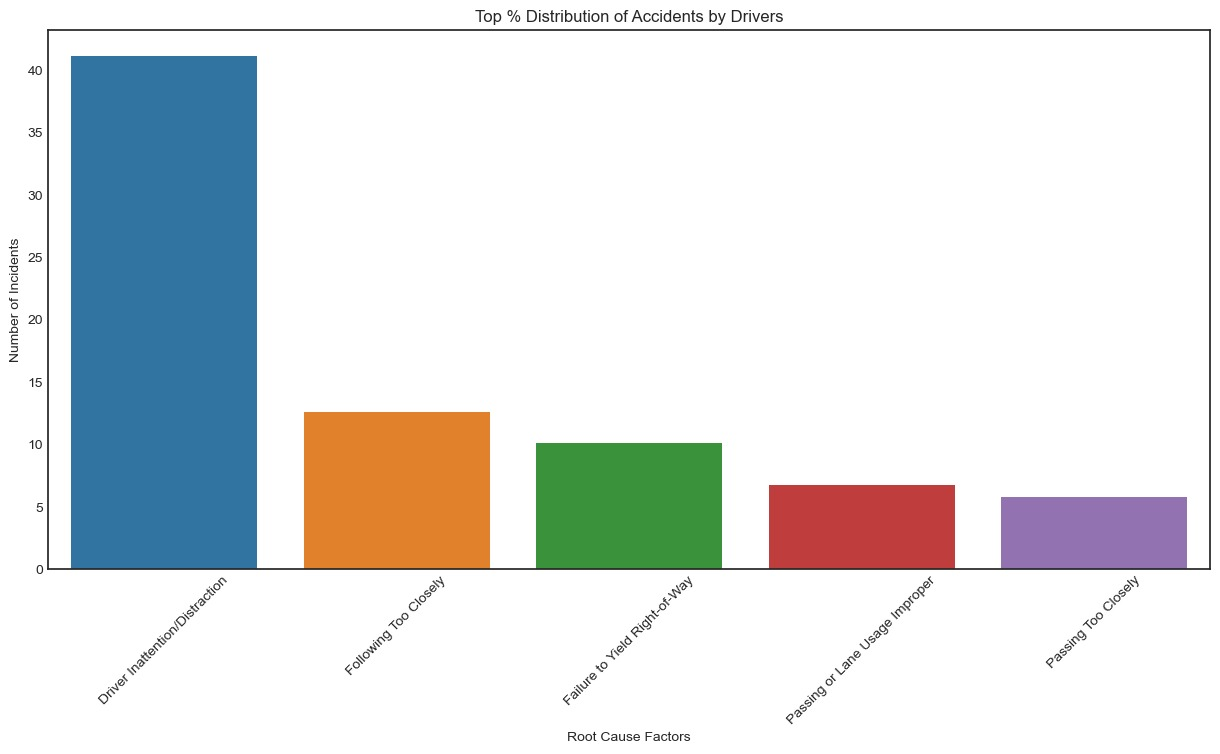 Top % Distribution of Accidents by Drivers
Number of Incidents
40
35
30
25
20
15
10
5
0
Driver Inattention/Distraction
Following Too Closely
Failure to Yield Right-of-Way
Passing or Lane Usage Improper
Passing Too Closely
Root Cause Factors